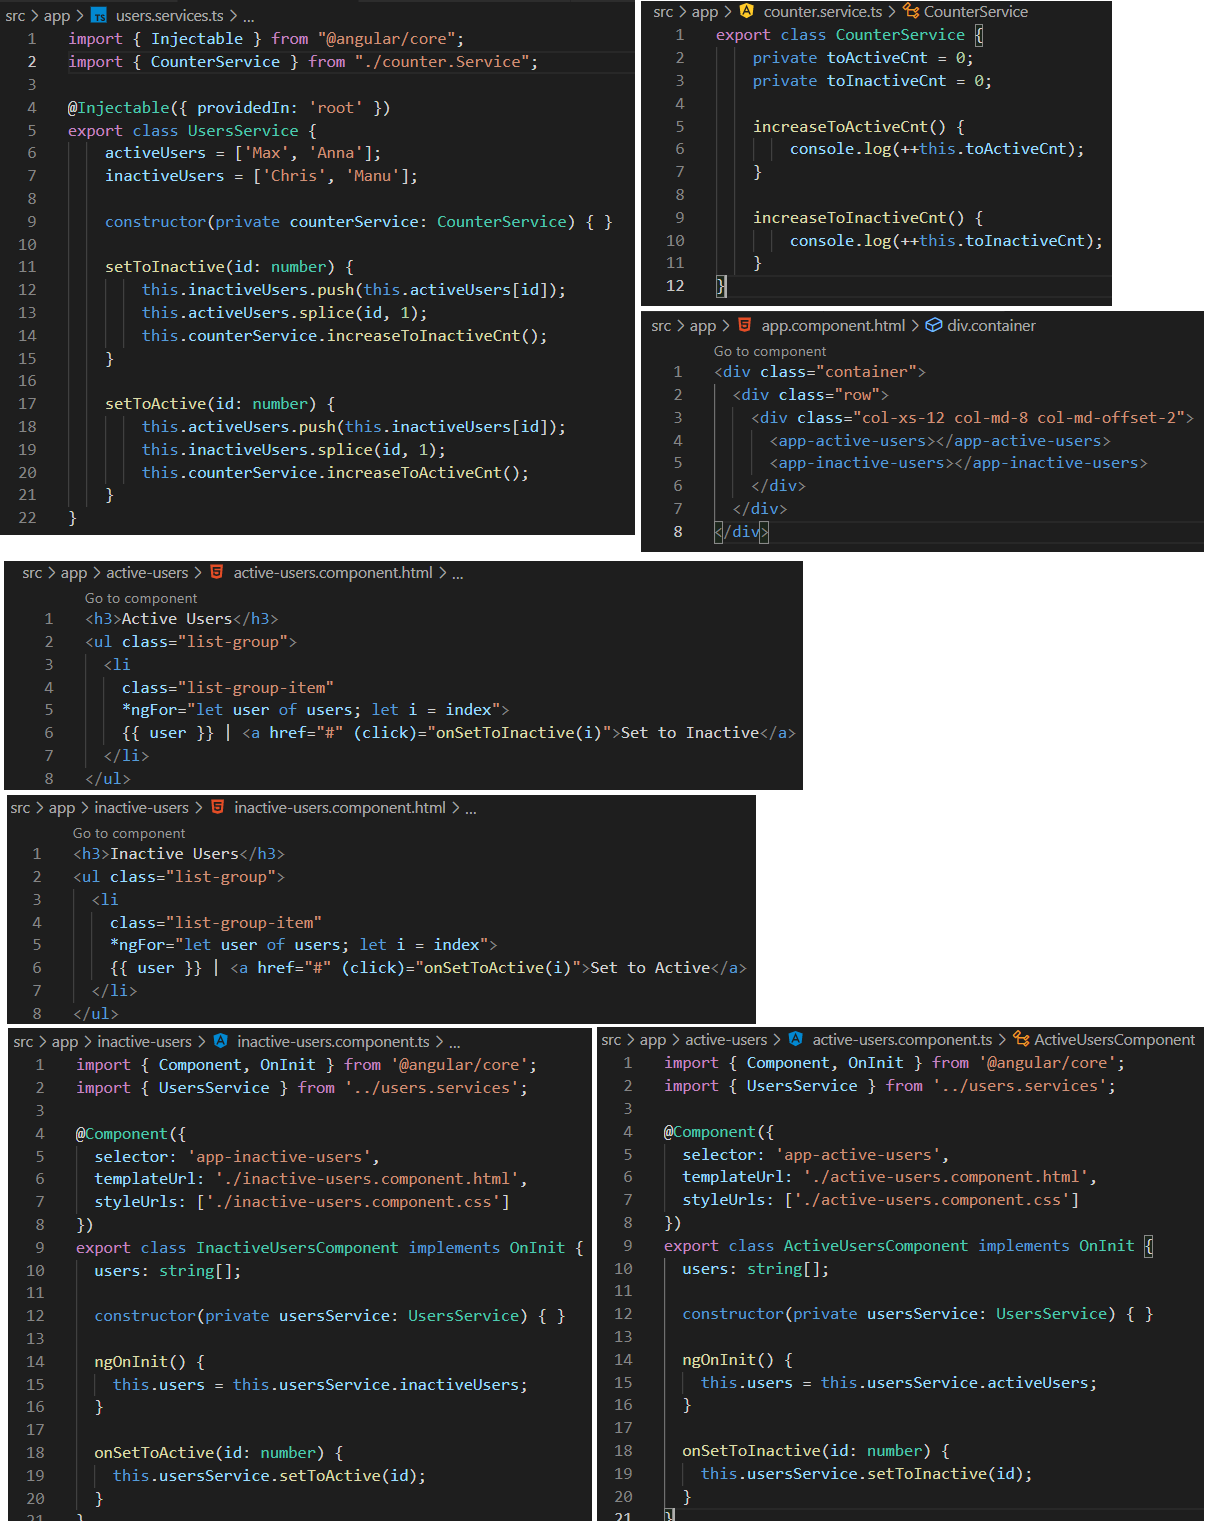 src > app > TS users.services.ts > ...
1 import { Injectable } from "@angular/core";
2 import { CounterService } from "./counter.Service";
3
4 @Injectable({ providedIn: 'root' })
5 export class UsersService {
6 activeUsers = ['Max', 'Anna'];
7 inactiveUsers = ['Chris', 'Manu'];
8
9 constructor(private counterService: CounterService) { }
10
11 setToInactive(id: number) {
12 this.inactiveUsers.push(this.activeUsers[id]);
13 this.activeUsers.splice(id, 1);
14 this.counterService.increaseToInactiveCnt();
15 }
16
17 setToActive(id: number) {
18 this.activeUsers.push(this.inactiveUsers[id]);
19 this.inactiveUsers.splice(id, 1);
20 this.counterService.increaseToActiveCnt();
21 }
22 }
src > app > counter.service.ts > CounterService
1 export class CounterService {
2 private toActiveCnt = 0;
3 private toInactiveCnt = 0;
4
5 increaseToActiveCnt() {
6 console.log(++this.toActiveCnt);
7 }
8
9 increaseToInactiveCnt() {
10 console.log(++this.toInactiveCnt);
11 }
12 }
src > app > app.component.html > div.container
Go to component
1 <div class="container">
2 <div class="row">
3 <div class="col-xs-12 col-md-8 col-md-offset-2">
4 <app-active-users></app-active-users>
5 <app-inactive-users></app-inactive-users>
6 </div>
7 </div>
8 </div>
src > app > active-users > active-users.component.html > ...
Go to component
1 <h3>Active Users</h3>
2 <ul class="list-group">
3 <li
4 class="list-group-item"
5 *ngFor="let user of users; let i = index">
6 {{ user }} | <a href="#" (click)="onSetToInactive(i)">Set to Inactive</a>
7 </li>
8 </ul>
src > app > inactive-users > inactive-users.component.html > ...
Go to component
1 <h3>Inactive Users</h3>
2 <ul class="list-group">
3 <li
4 class="list-group-item"
5 *ngFor="let user of users; let i = index">
6 {{ user }} | <a href="#" (click)="onSetToActive(i)">Set to Active</a>
7 </li>
8 </ul>
src > app > inactive-users > inactive-users.component.ts > ...
1 import { Component, OnInit } from '@angular/core';
2 import { UsersService } from '../users.services';
3
4 @Component({
5 selector: 'app-inactive-users',
6 templateUrl: './inactive-users.component.html',
7 styleUrls: ['./inactive-users.component.css']
8 })
9 export class InactiveUsersComponent implements OnInit {
10 users: string[];
11
12 constructor(private usersService: UsersService) { }
13
14 ngOnInit() {
15 this.users = this.usersService.inactiveUsers;
16 }
17
18 onSetToActive(id: number) {
19 this.usersService.setToActive(id);
20 }
21 }
src > app > active-users > active-users.component.ts > ActiveUsersComponent
1 import { Component, OnInit } from '@angular/core';
2 import { UsersService } from '../users.services';
3
4 @Component({
5 selector: 'app-active-users',
6 templateUrl: './active-users.component.html',
7 styleUrls: ['./active-users.component.css']
8 })
9 export class ActiveUsersComponent implements OnInit {
10 users: string[];
11
12 constructor(private usersService: UsersService) { }
13
14 ngOnInit() {
15 this.users = this.usersService.activeUsers;
16 }
17
18 onSetToInactive(id: number) {
19 this.usersService.setToInactive(id);
20 }
21 }